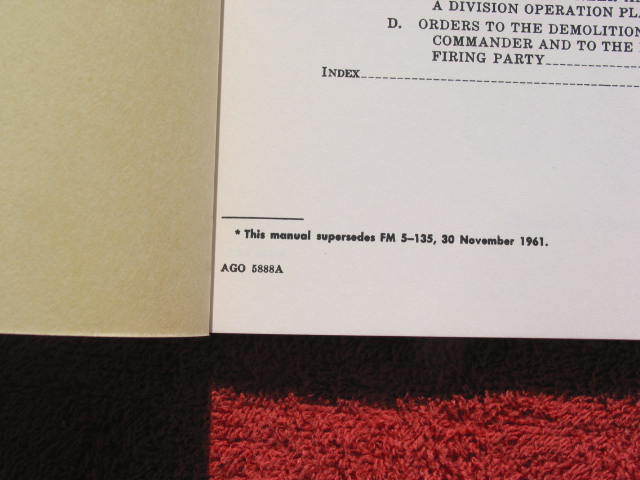 A DIVISION OPERATION PLA
D. ORDERS TO THE DEMOLITION
COMMANDER AND TO THE
FIRING PARTY
INDEX
* This manual supersedes FM 5–135, 30 November 1961.
AGO 5888A